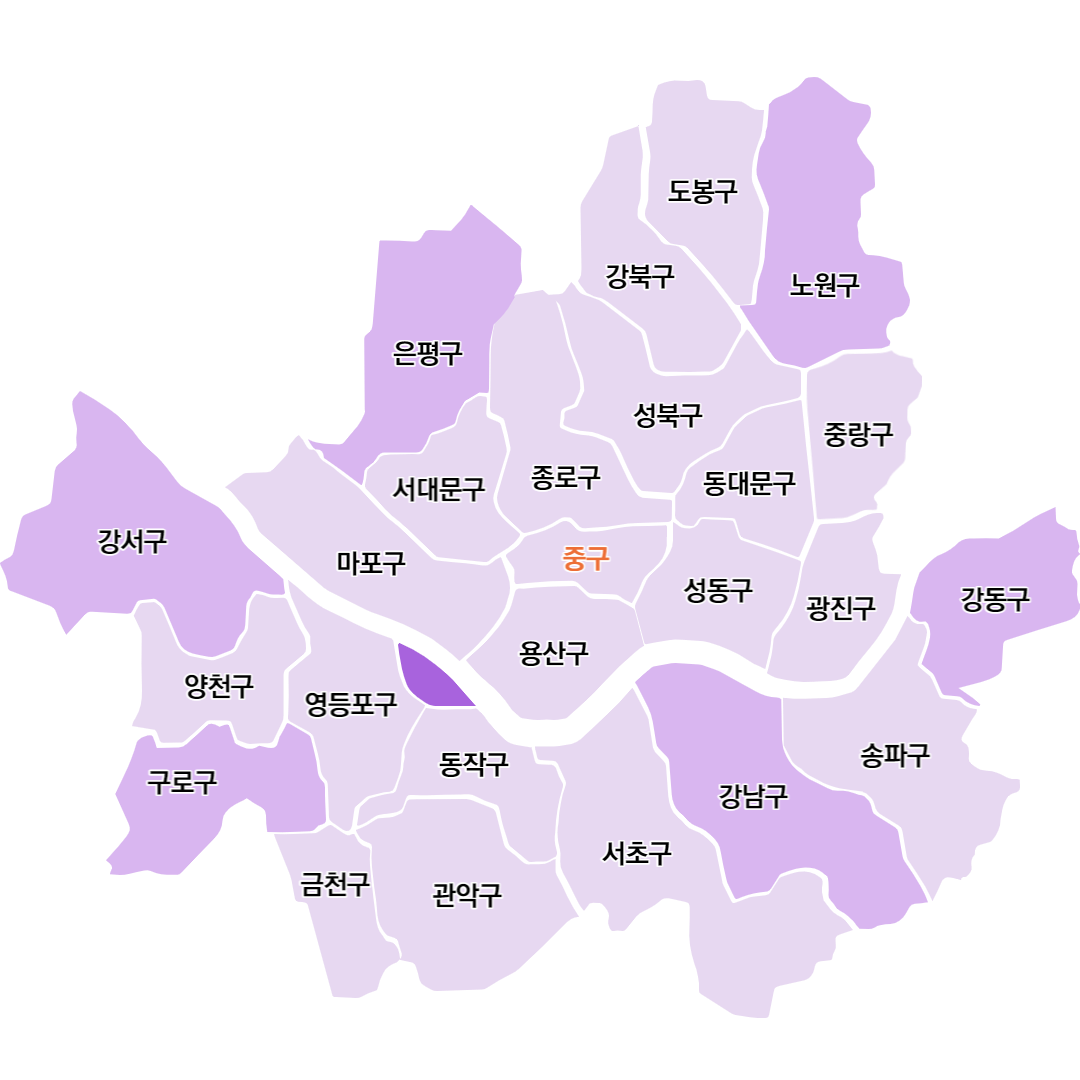 도봉구
강북구
노원구
은평구
성북구
중랑구
종로구
동대문구
서대문구
강서구
중구
마포구
성동구
강동구
광진구
용산구
양천구
영등포구
송파구
동작구
구로구
강남구
서초구
금천구
관악구